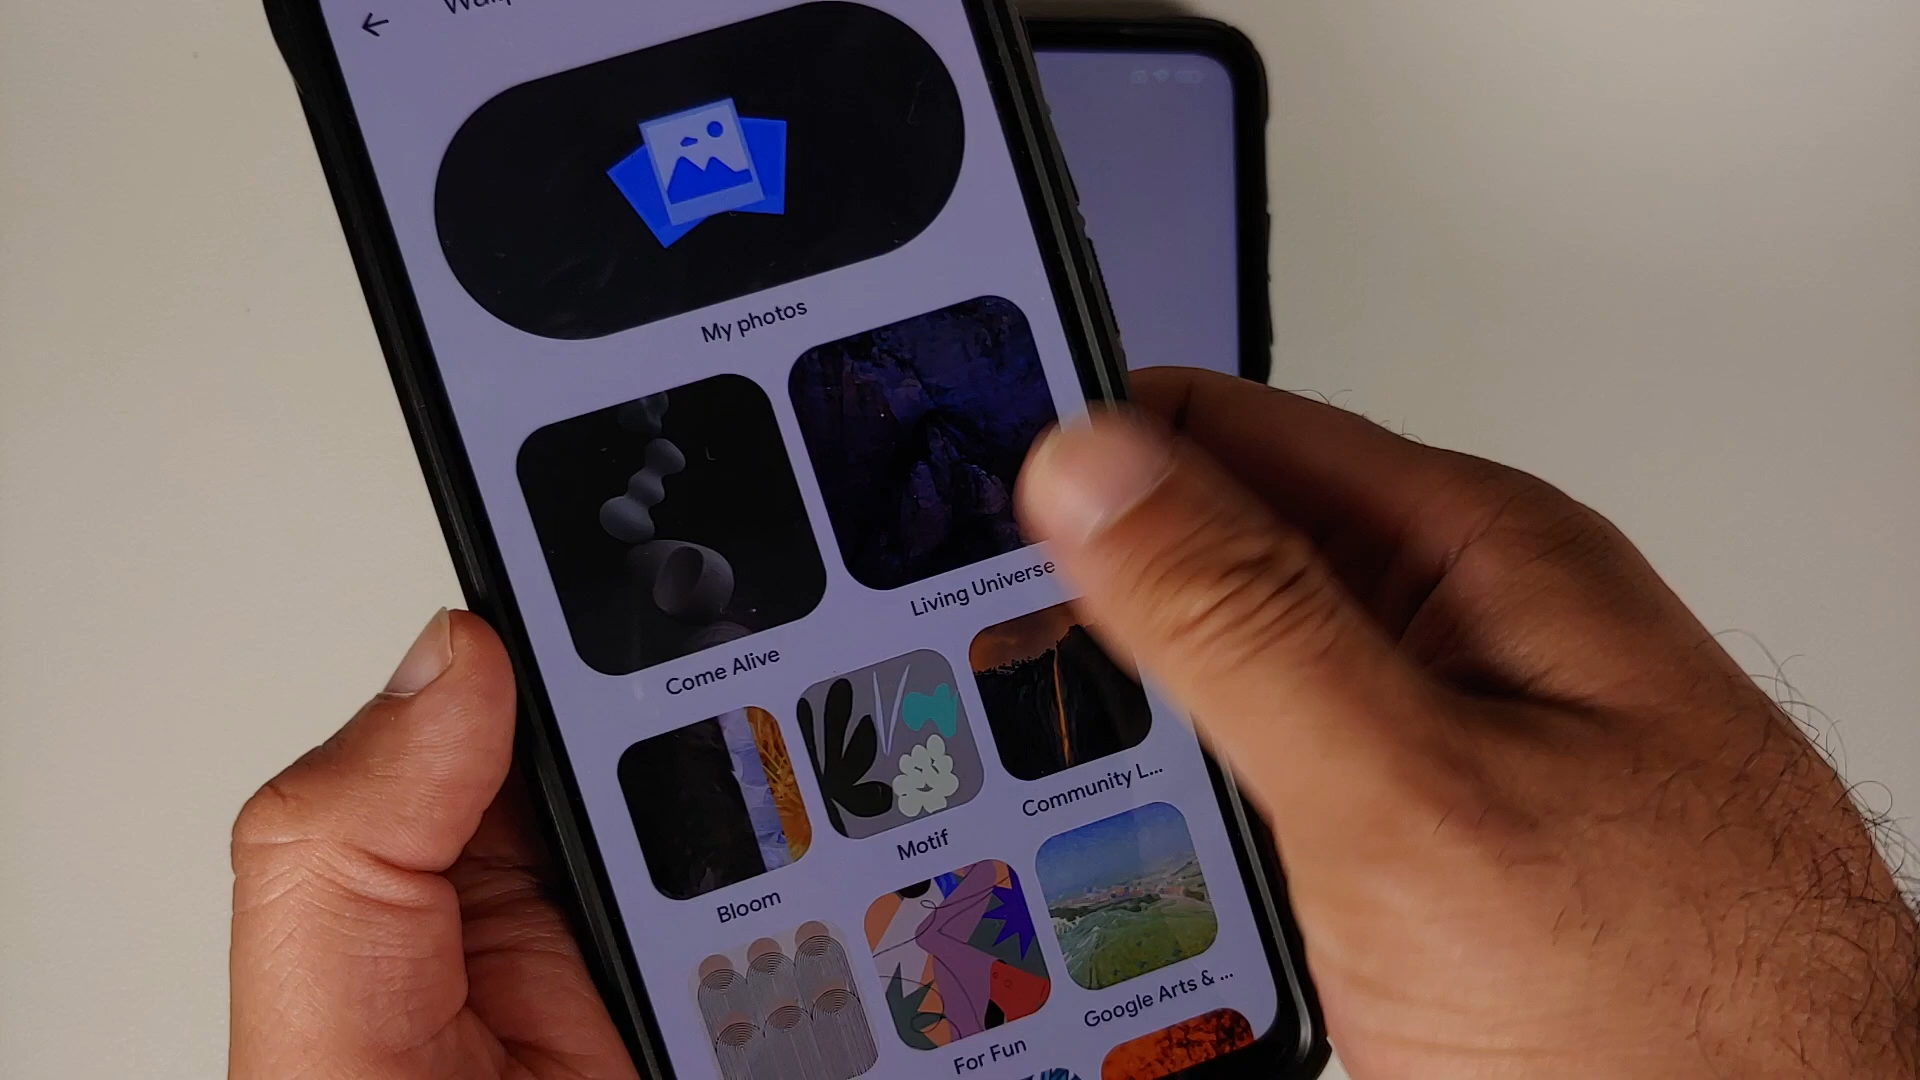 My photos
Living Universe
Come Alive
Community L...
Motif
Bloom
Google Arts & ...
For Fun